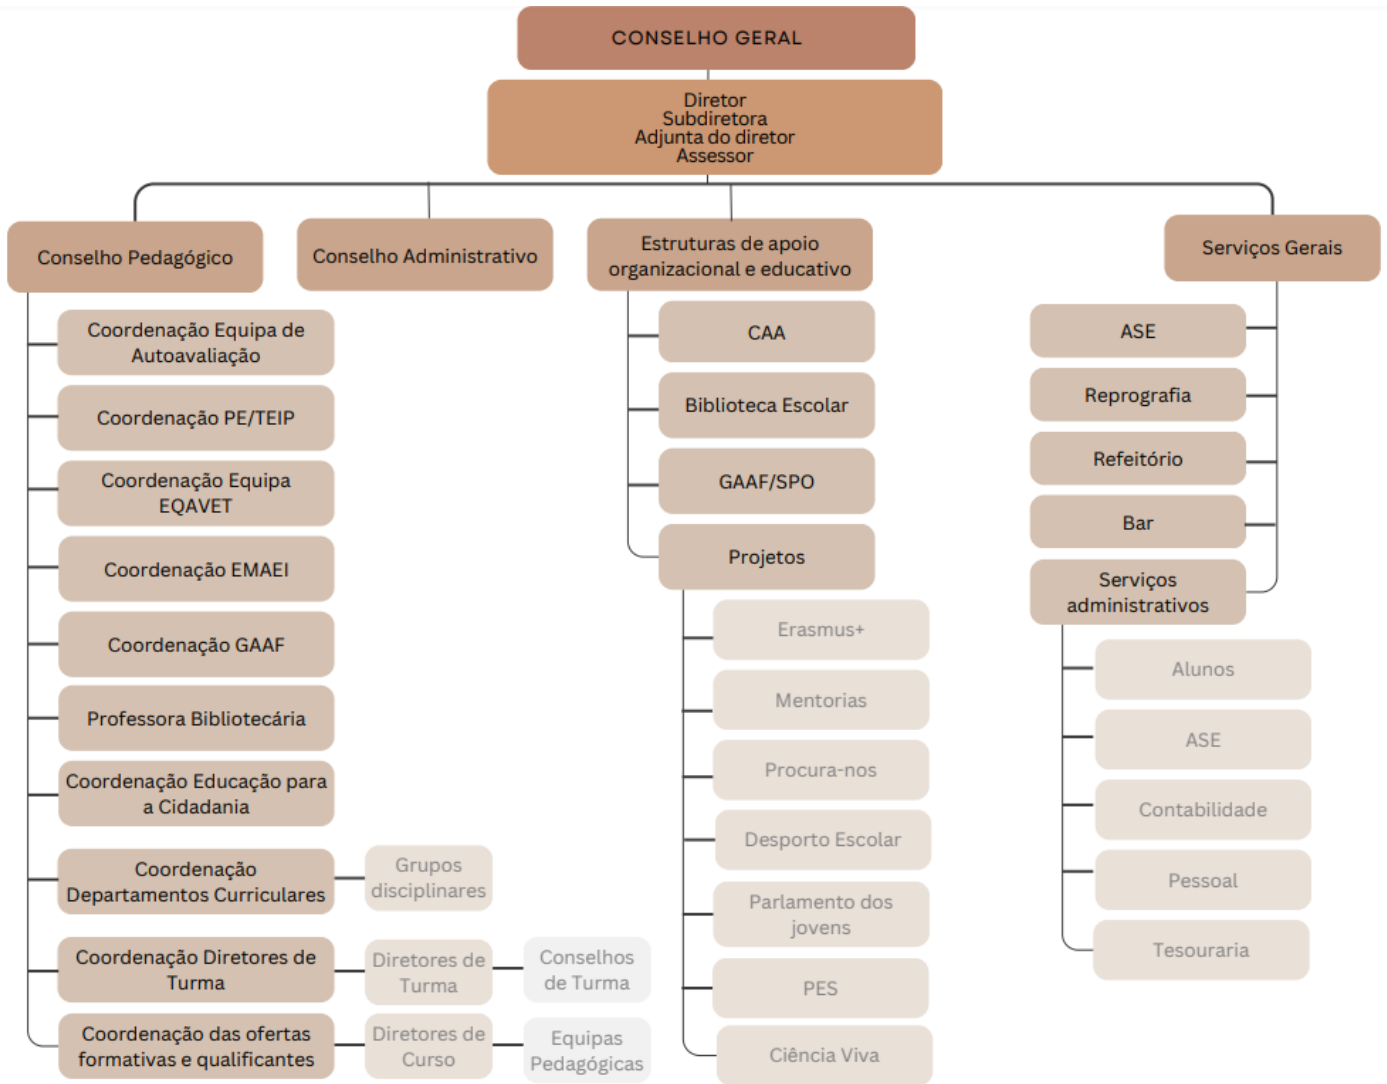 CONSELHO GERAL
Diretor
Subdiretora
Adjunta do diretor
Assessor
Conselho Pedagógico
Coordenação Equipa de
Autoavaliação
Coordenação PE/TEIP
Coordenação Equipa
EQAVET
Coordenação EMAEI
Coordenação GAAF
Professora Bibliotecária
Coordenação Educação para
a Cidadania
Coordenação
Departamentos Curriculares
Grupos
disciplinares
Coordenação Diretores de
Turma
Diretores de
Turma
Conselhos
de Turma
Coordenação das ofertas
formativas e qualificantes
Diretores de
Curso
Equipas
Pedagógicas
Conselho Administrativo
Estruturas de apoio
organizacional e educativo
CAA
Biblioteca Escolar
GAAF/SPO
Projetos
Erasmus+
Mentorias
Procura-nos
Desporto Escolar
Parlamento dos
jovens
PES
Ciência Viva
Serviços Gerais
ASE
Reprografia
Refeitório
Bar
Serviços
administrativos
Alunos
ASE
Contabilidade
Pessoal
Tesouraria